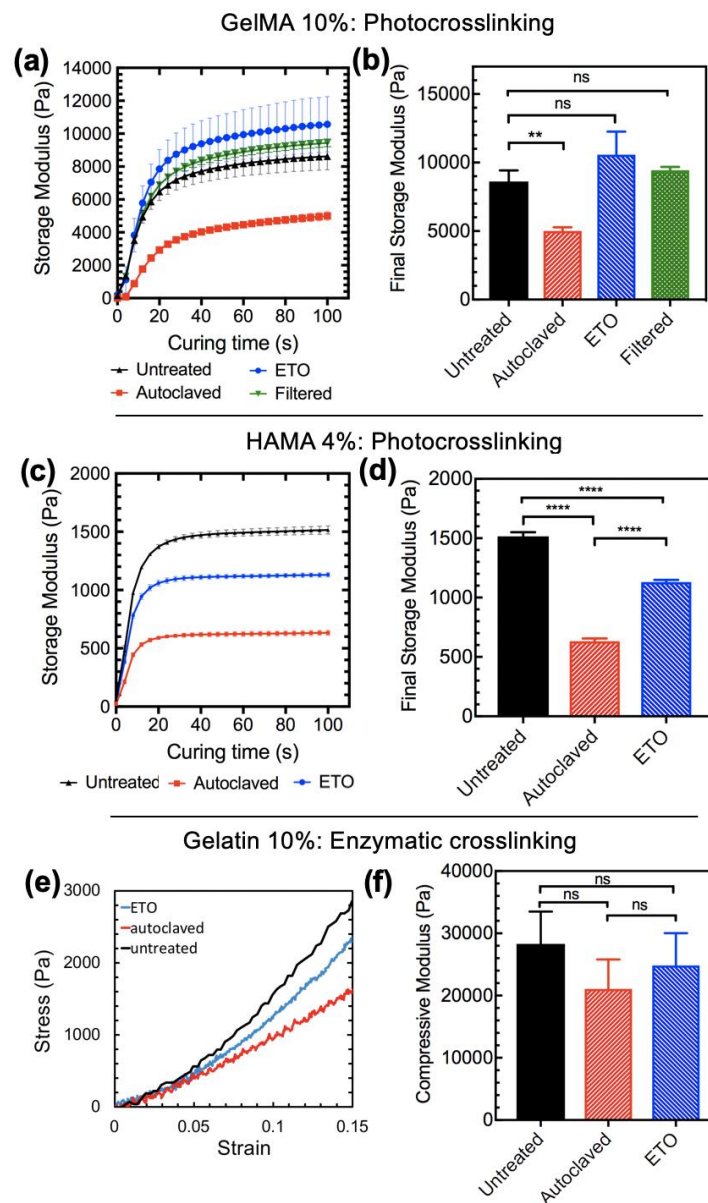 GelMA 10%: Photocrosslinking
(a)
Storage Modulus (Pa)
14000
12000
10000
8000
6000
4000
2000
0
0 20 40 60 80 100
Curing time (s)
Untreated
ETO
Autoclaved
Filtered
(b)
Final Storage Modulus (Pa)
15000
10000
5000
0
ns
ns
**
Untreated
Autoclaved
ETO
Filtered
HAMA 4%: Photocrosslinking
(c)
Storage Modulus (Pa)
2000
1500
1000
500
0
0 20 40 60 80 100
Curing time (s)
Untreated Autoclaved ETO
(d)
Final Storage Modulus (Pa)
2000
1500
1000
500
0
****
**** ****
Untreated
Autoclaved
ETO
Gelatin 10%: Enzymatic crosslinking
(e)
Stress (Pa)
3000
2000
1000
0
ETO
autoclaved
untreated
0 0.05 0.10 0.15
Strain
(f)
Compressive Modulus (Pa)
40000
30000
20000
10000
0
ns
ns ns
Untreated
Autoclaved
ETO